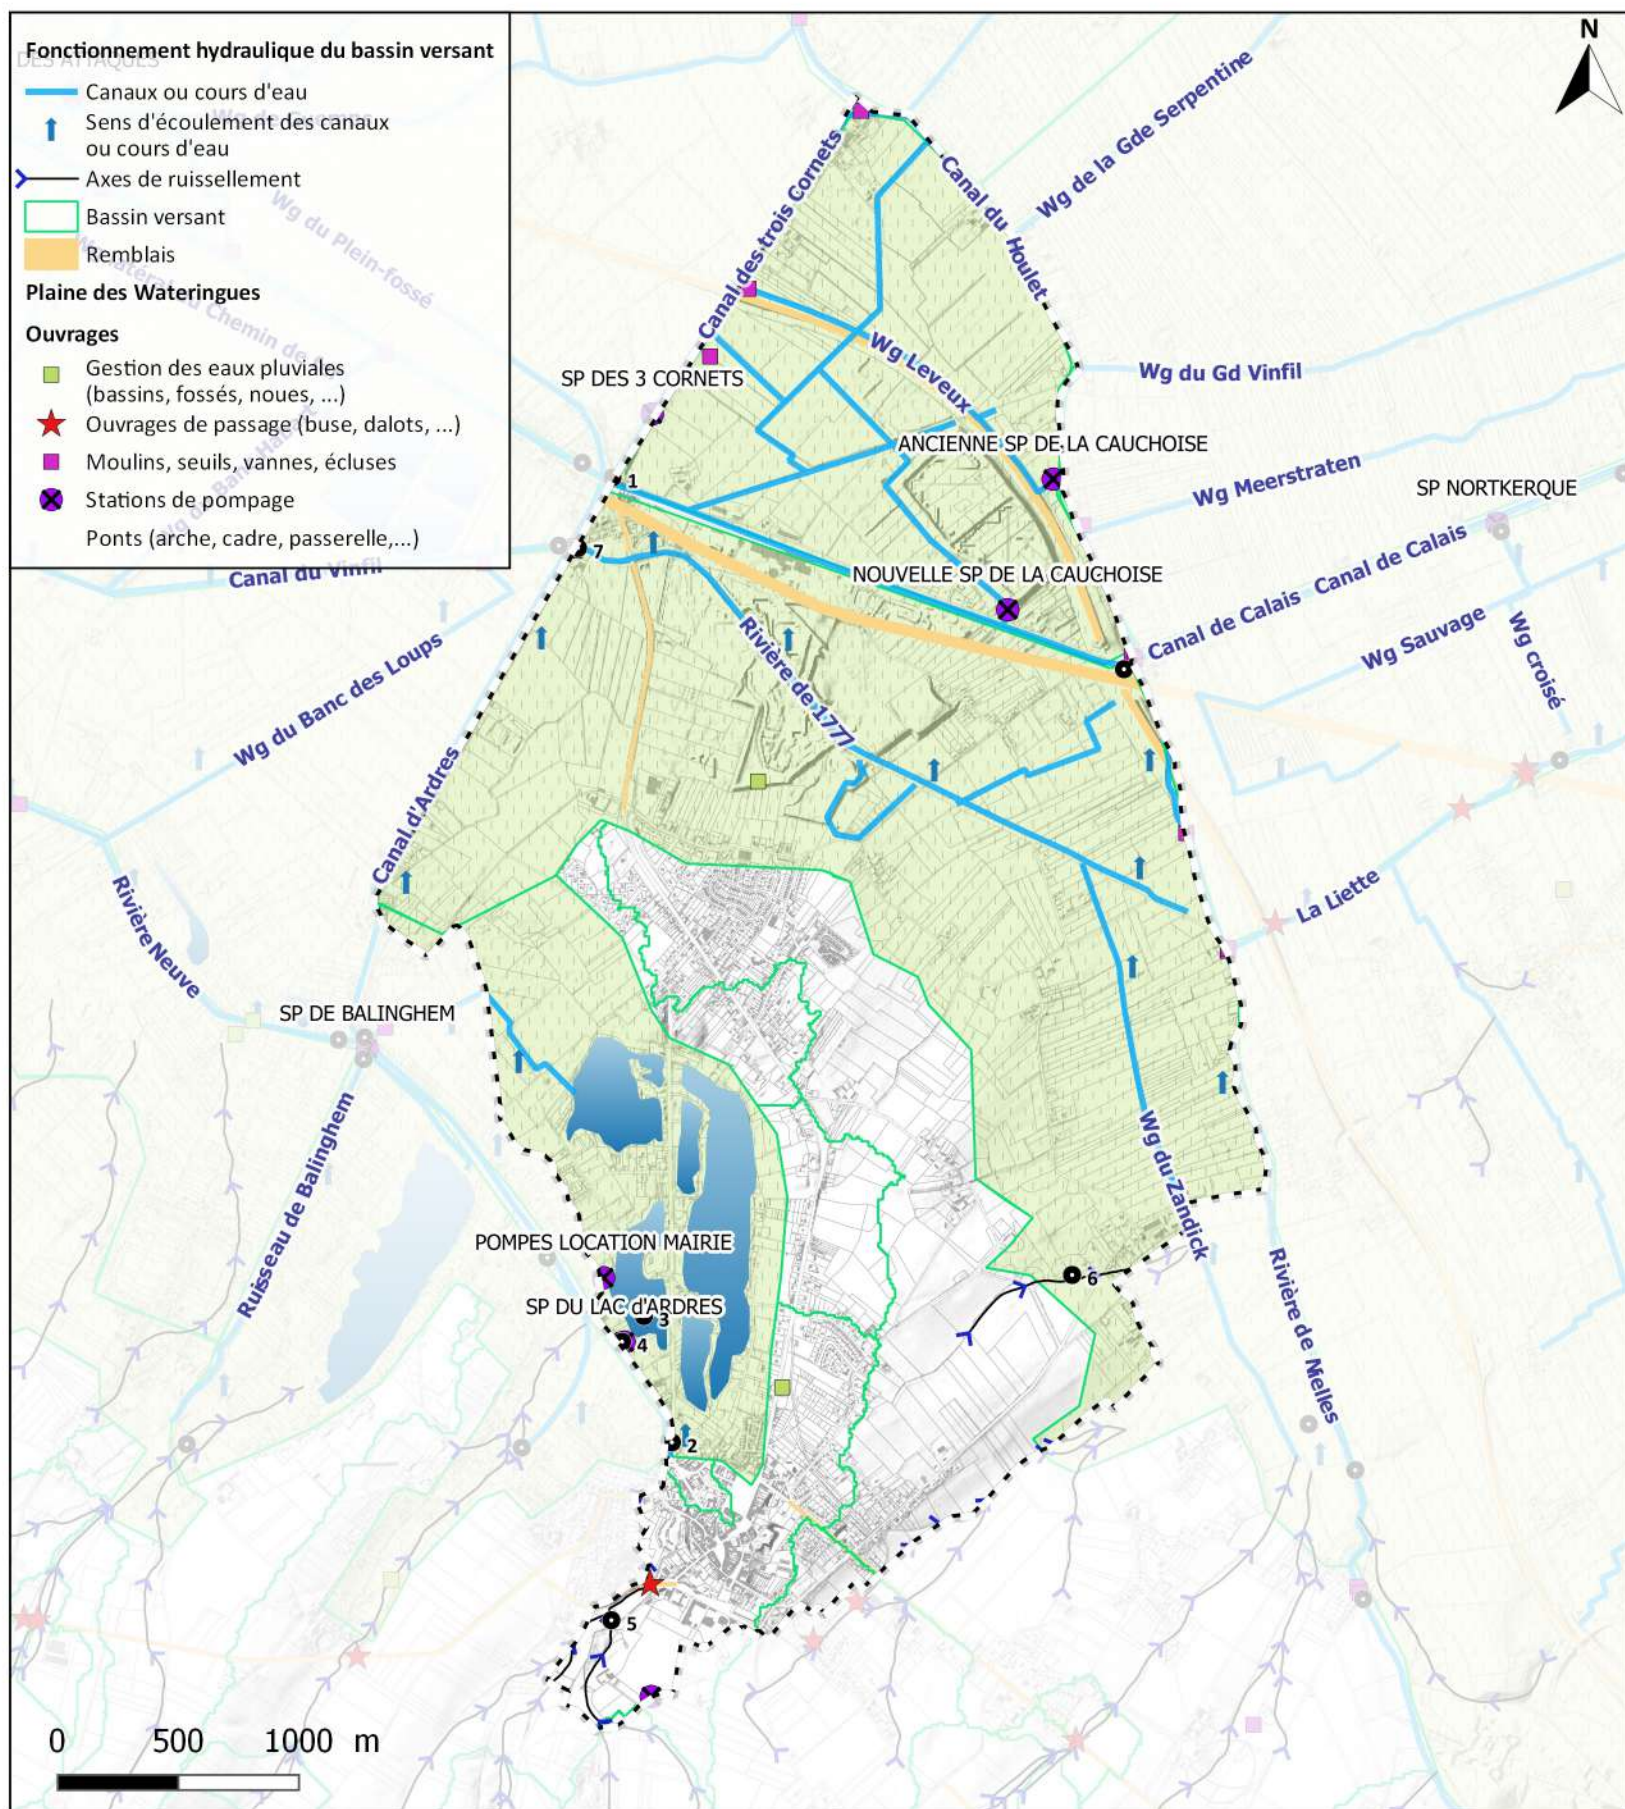 Fonctionnement hydraulique du bassin versant
DES ATTAQUES
Canaux ou cours d'eau
Sens d'écoulement des canaux
ou cours d'eau
Axes de ruissellement
Bassin versant
Remblais
Plaine des Wateringues
Ouvrages
Gestion des eaux pluviales
(bassins, fossés, noues, ...)
Ouvrages de passage (buse, dalots, ...)
Moulins, seuils, vannes, écluses
Stations de pompage
Ponts (arche, cadre, passerelle,...)
N
Wg du Plein-fossé
Canal des trois Cornets
Canal du Houlet
Wg de la Gde Serpentine
Wg Leveux
Wg du Gd Vinfil
SP DES 3 CORNETS
ANCIENNE SP DE LA CAUCHOISE
Wg Meerstraten
SP NORTKERQUE
1
7
Canal du Vinfil
NOUVELLE SP DE LA CAUCHOISE
Canal de Calais
Canal de Calais
Wg Sauvage
Wg croisé
Rivière de 1777
Wg du Banc des Loups
Canal d'Ardres
Rivière Neuve
La Liette
SP DE BALINGHEM
Ruisseau de Balinghem
Wg du Zandick
Rivière de Nielles
POMPES LOCATION MAIRIE
SP DU LAC d'ARDRES
3
4
6
2
5
0 500 1000 m